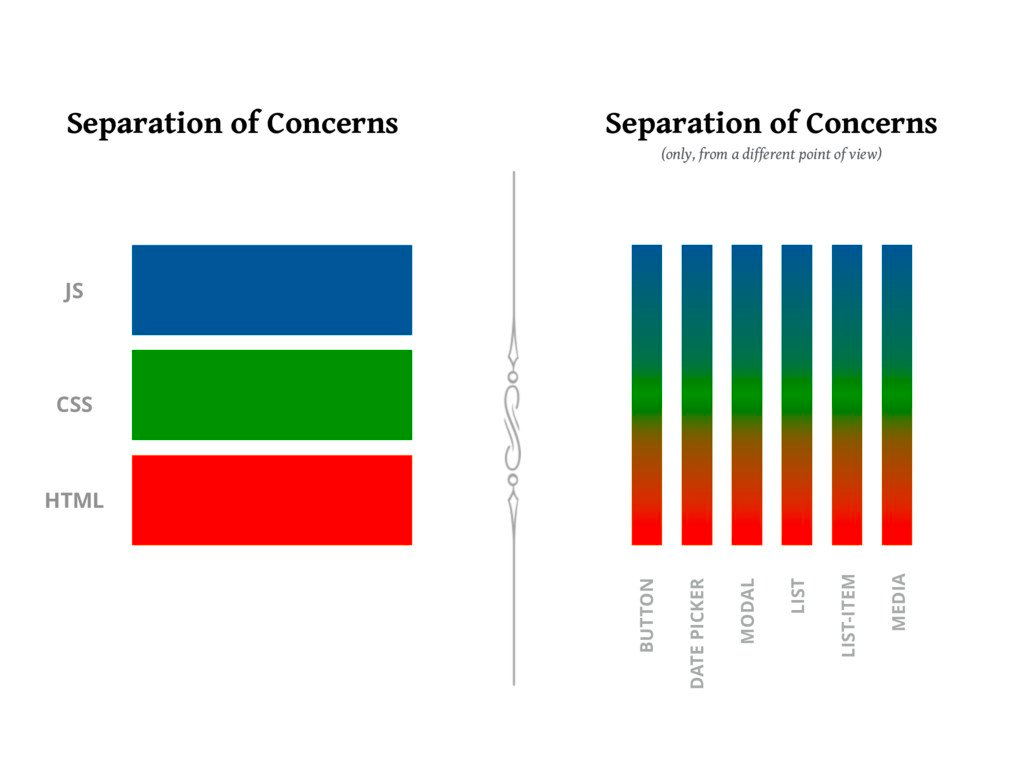 Separation of Concerns
JS
CSS
HTML
Separation of Concerns
(only, from a different point of view)
BUTTON
DATE PICKER
MODAL
LIST
LIST-ITEM
MEDIA